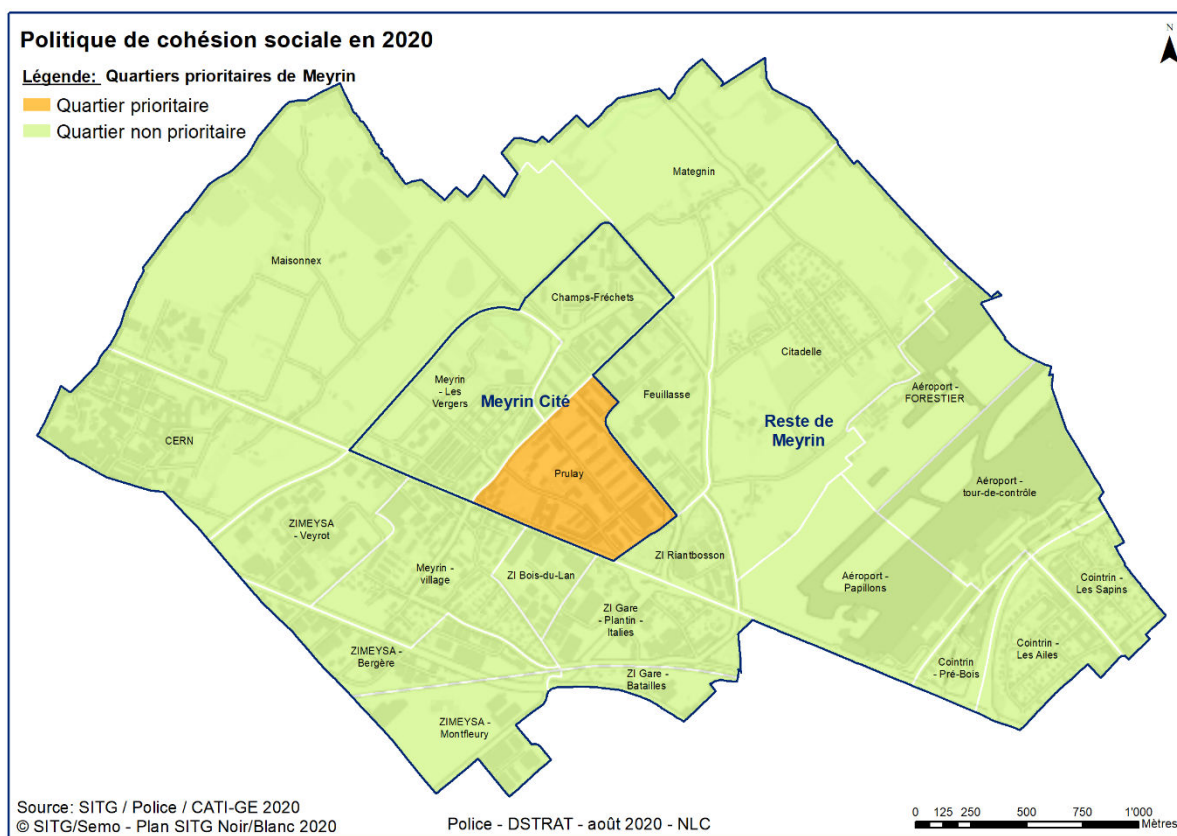 Politique de cohésion sociale en 2020
Légende: Quartiers prioritaires de Meyrin
Quartier prioritaire
Quartier non prioritaire
N
Mategnin
Maisonnex
Champs-Fréchets
Citadelle
Meyrin
- Les
Vergers
Meyrin Cité
Feuillasse
Aéroport -
FORESTIER
Reste de
Meyrin
CERN
Prulay
Aéroport -
tour-de-contrôle
ZIMEYSA
- Veyrot
Meyrin -
village
ZI Bois-du-Lan
ZI Riantbosson
Aéroport -
Papillons
Cointrin -
Les Sapins
ZI Gare
- Plantin -
Italies
ZIMEYSA -
Bergère
Cointrin
- Pré-Bois
Cointrin
- Les Ailes
ZI Gare -
Batailles
ZIMEYSA -
Montfleury
Source: SITG / Police / CATI-GE 2020
© SITG/Semo - Plan SITG Noir/Blanc 2020
Police - DSTRAT - août 2020 - NLC
0 125 250 500 750 1'000
Mètres